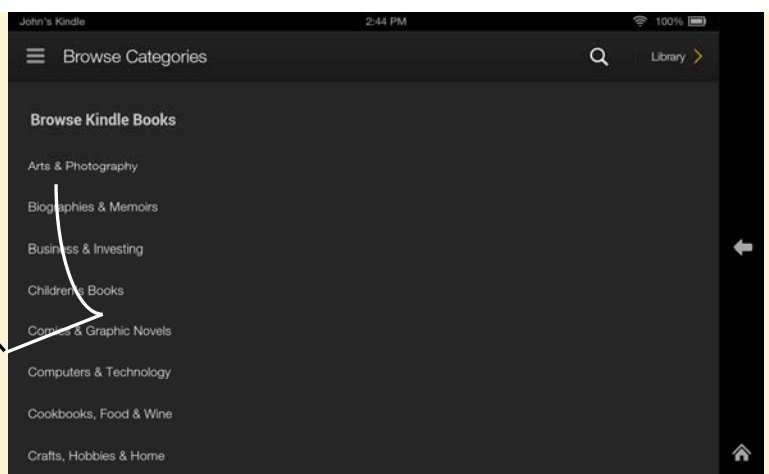 John's Kindle 2:44 PM 100%
Browse Categories Library
Browse Kindle Books
Arts & Photography
Biographies & Memoirs
Business & Investing
Children's Books
Comics & Graphic Novels
Computers & Technology
Cookbooks, Food & Wine
Crafts, Hobbies & Home